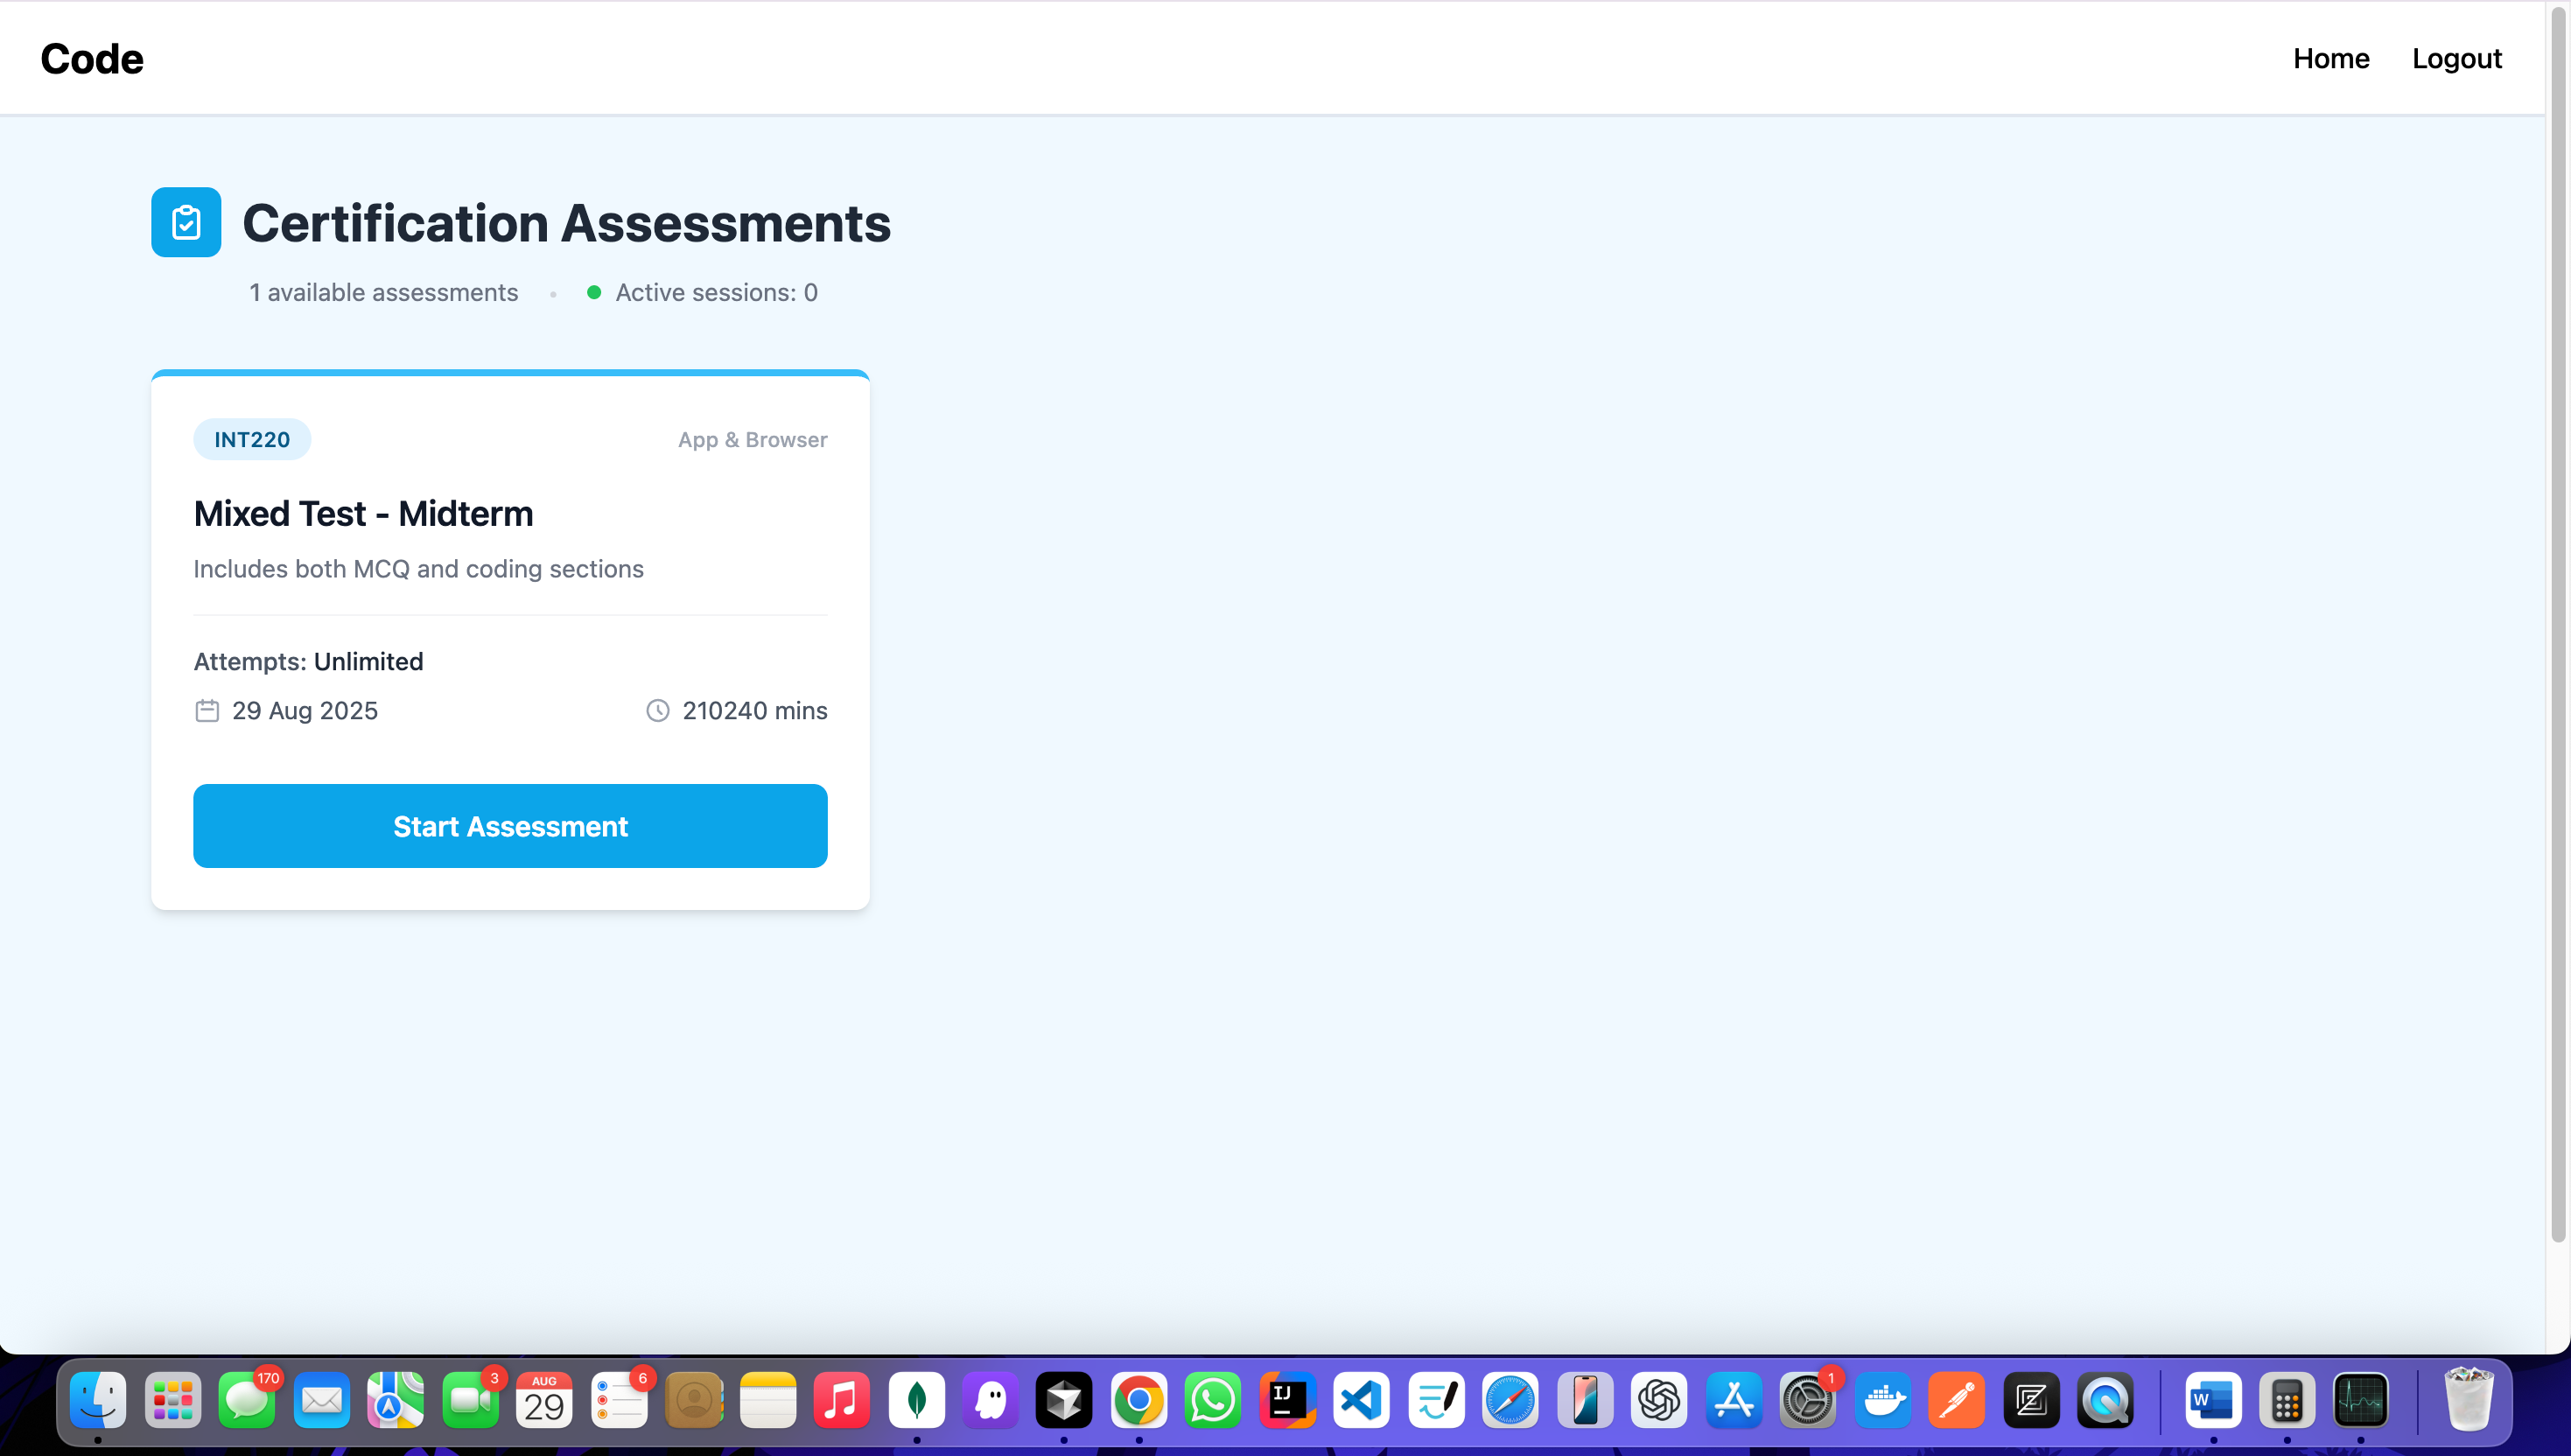 Code
Home Logout
Certification Assessments
1 available assessments • Active sessions: 0
INT220 App & Browser
Mixed Test - Midterm
Includes both MCQ and coding sections
Attempts: Unlimited
29 Aug 2025 210240 mins
Start Assessment
170 3 6 1
AUG
29
IJ
W